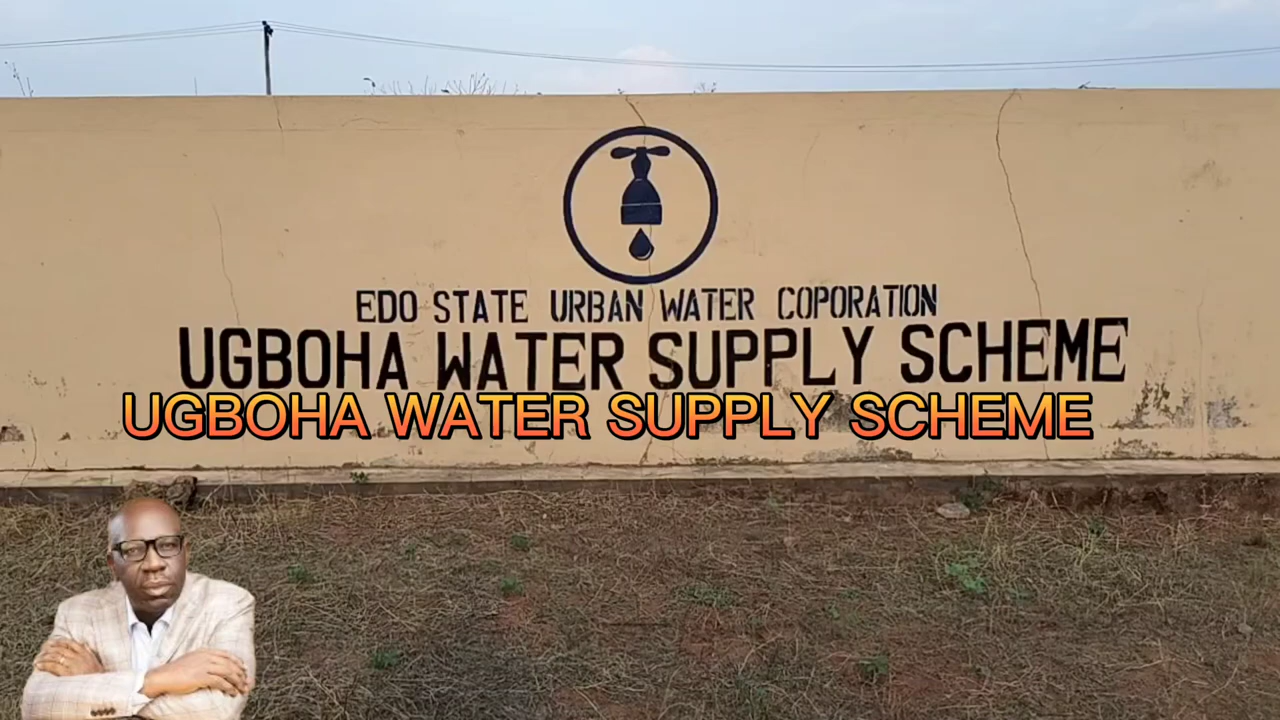 EDO STATE URBAN WATER COPORATION
UGBOHA WATER SUPPLY SCHEME
UGBOHA WATER SUPPLY SCHEME